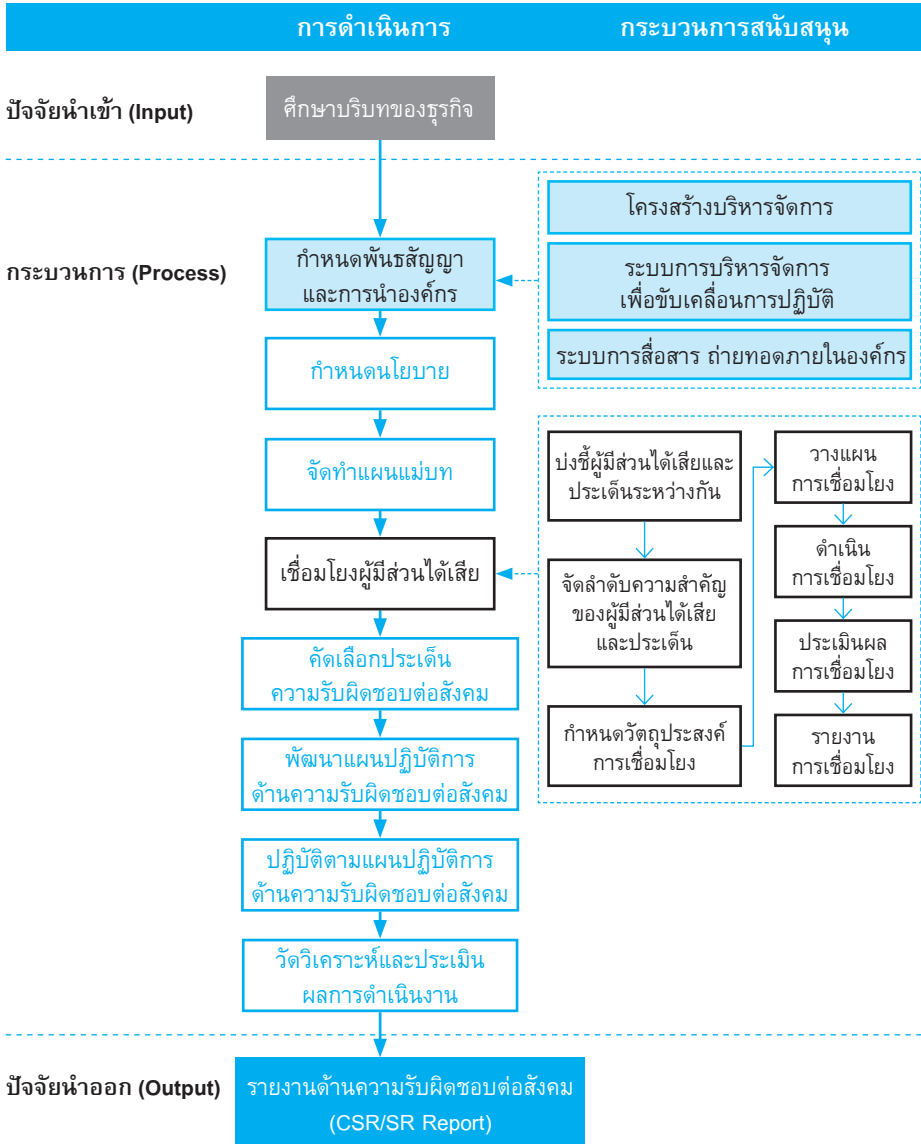 การดำเนินการ
กระบวนการสนับสนุน
ปัจจัยนำเข้า (Input)
ศึกษาบริบทของธุรกิจ
กระบวนการ (Process)
กำหนดพันธสัญญา
และการนำองค์กร
กำหนดนโยบาย
จัดทำแผนแม่บท
เชื่อมโยงผู้มีส่วนได้เสีย
คัดเลือกประเด็น
ความรับผิดชอบต่อสังคม
พัฒนาแผนปฏิบัติการ
ด้านความรับผิดชอบต่อสังคม
ปฏิบัติตามแผนปฏิบัติการ
ด้านความรับผิดชอบต่อสังคม
วัดวิเคราะห์และประเมิน
ผลการดำเนินงาน
โครงสร้างบริหารจัดการ
ระบบการบริหารจัดการ
เพื่อขับเคลื่อนการปฏิบัติ
ระบบการสื่อสาร ถ่ายทอดภายในองค์กร
บ่งชี้ผู้มีส่วนได้เสียและ
ประเด็นระหว่างกัน
จัดลำดับความสำคัญ
ของผู้มีส่วนได้เสีย
และประเด็น
กำหนดวัตถุประสงค์
การเชื่อมโยง
วางแผน
การเชื่อมโยง
ดำเนิน
การเชื่อมโยง
ประเมินผล
การเชื่อมโยง
รายงาน
การเชื่อมโยง
ปัจจัยนำออก (Output)
รายงานด้านความรับผิดชอบต่อสังคม
(CSR/SR Report)